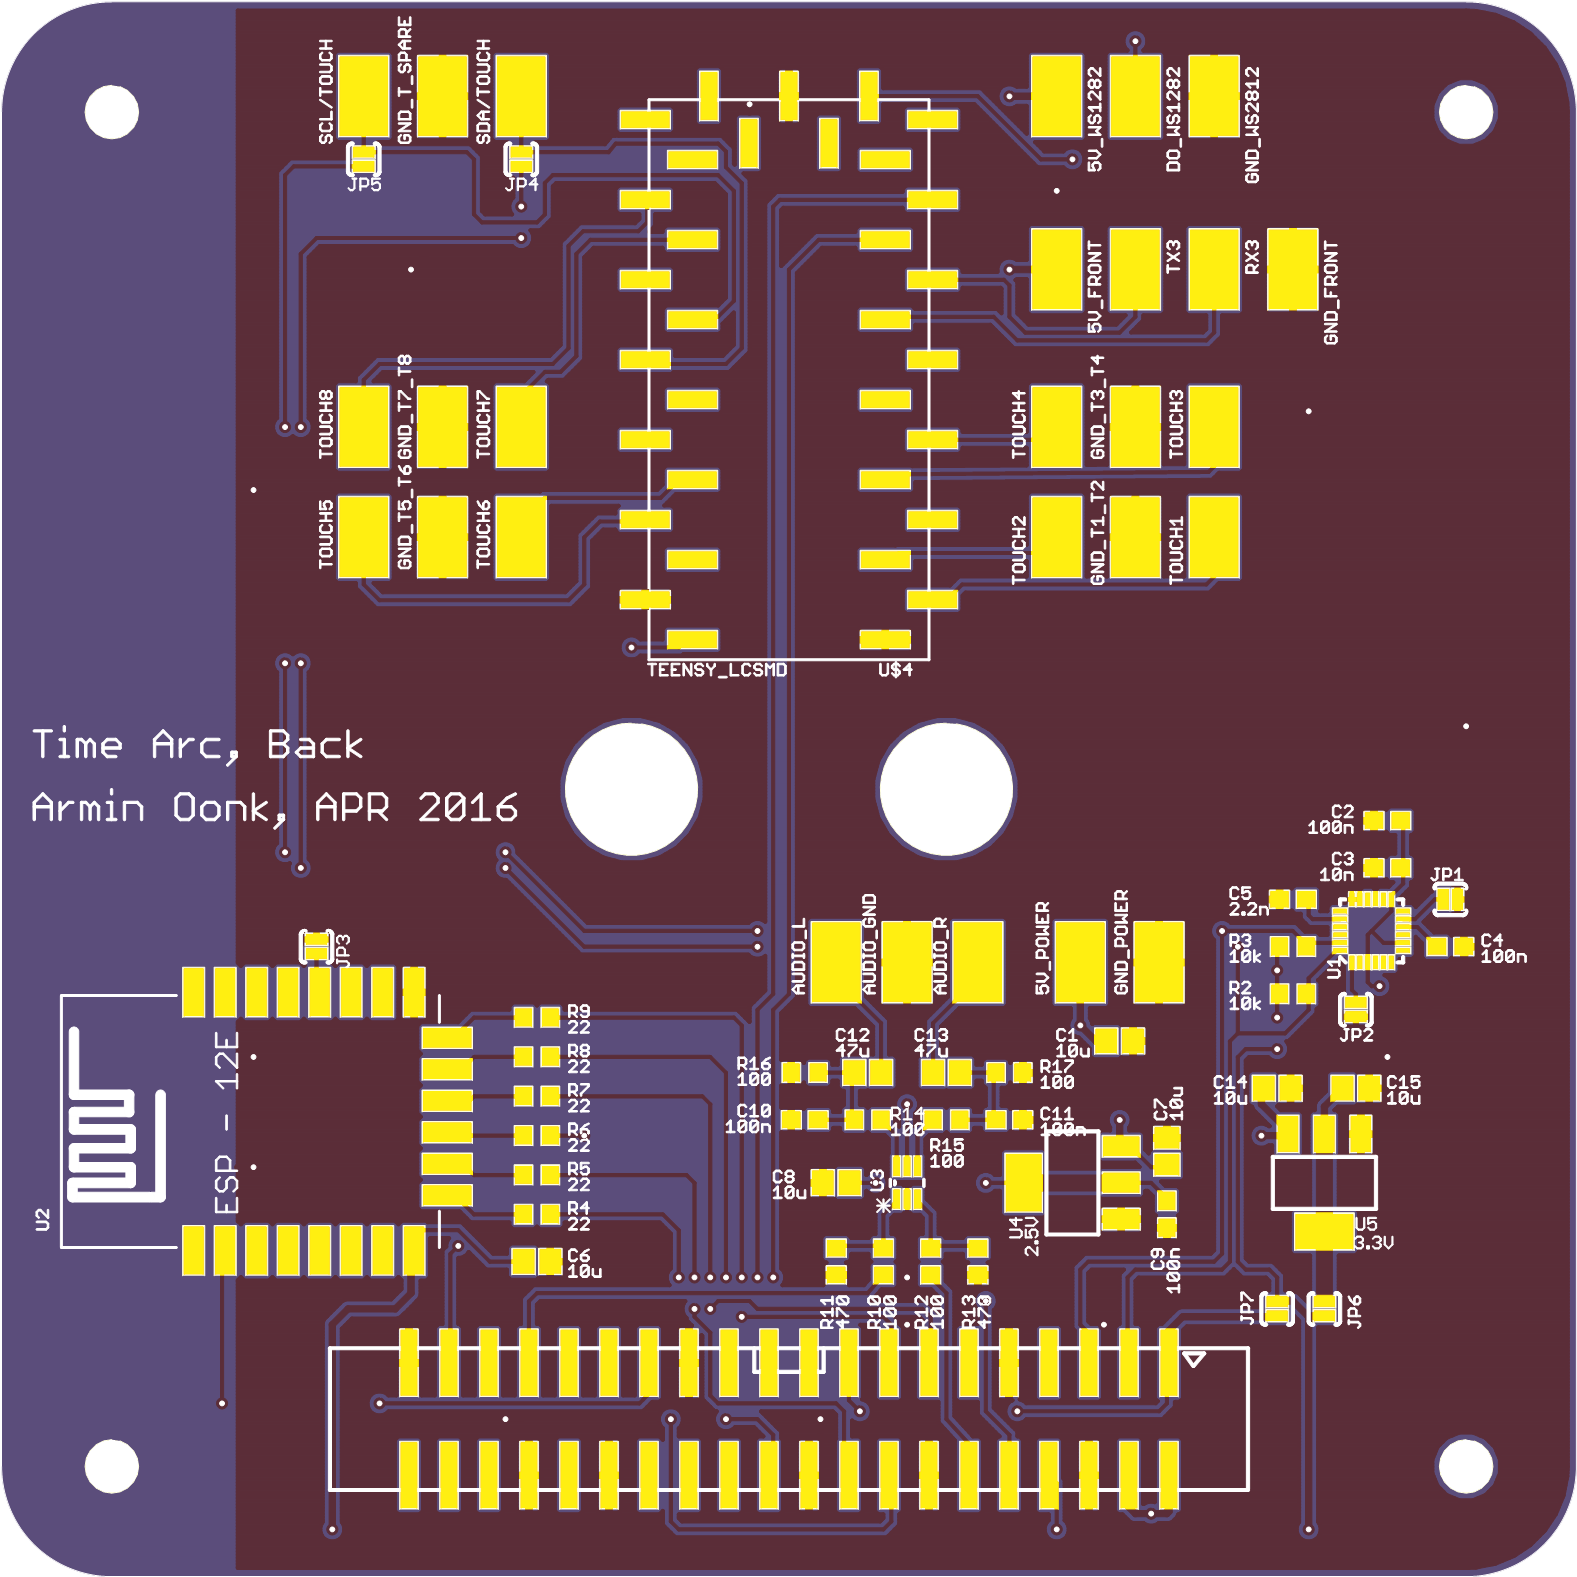 SCL/TOUCH
GND_T_SPARE
SDA/TOUCH
5V_WS1282
DO_WS1282
GND_WS2812
JP5
JP4
5V_FRONT
TX3
RX3
GND_FRONT
TOUCH8
GND_T7_T8
TOUCH7
TOUCH4
GND_T3_T4
TOUCH3
TOUCH5
GND_T5_T6
TOUCH6
TOUCH2
GND_T1_T2
TOUCH1
TEENSY_LCSMD
U$4
Time Arc, Back
Armin Oonk, APR 2016
C2
100n
C3
10n
JP1
C5
2.2n
R3
10k
R2
10k
U1
C4
100n
JP2
JP3
AUDIO_L
AUDIO_GND
AUDIO_R
5V_POWER
GND_POWER
R9
22
R8
22
R7
22
R6
22
R5
22
R4
22
C6
10u
ESP - 12E
U2
C12
47u
C13
47u
C1
10u
R16
100
R17
100
C10
100n
R14
100
C11
100n
R15
100
C8
10u
U3
C7
10u
C14
10u
C15
10u
U4
2.5V
C9
100n
U5
3.3V
R11
470
R10
100
R12
100
R13
470
JP7
JP6